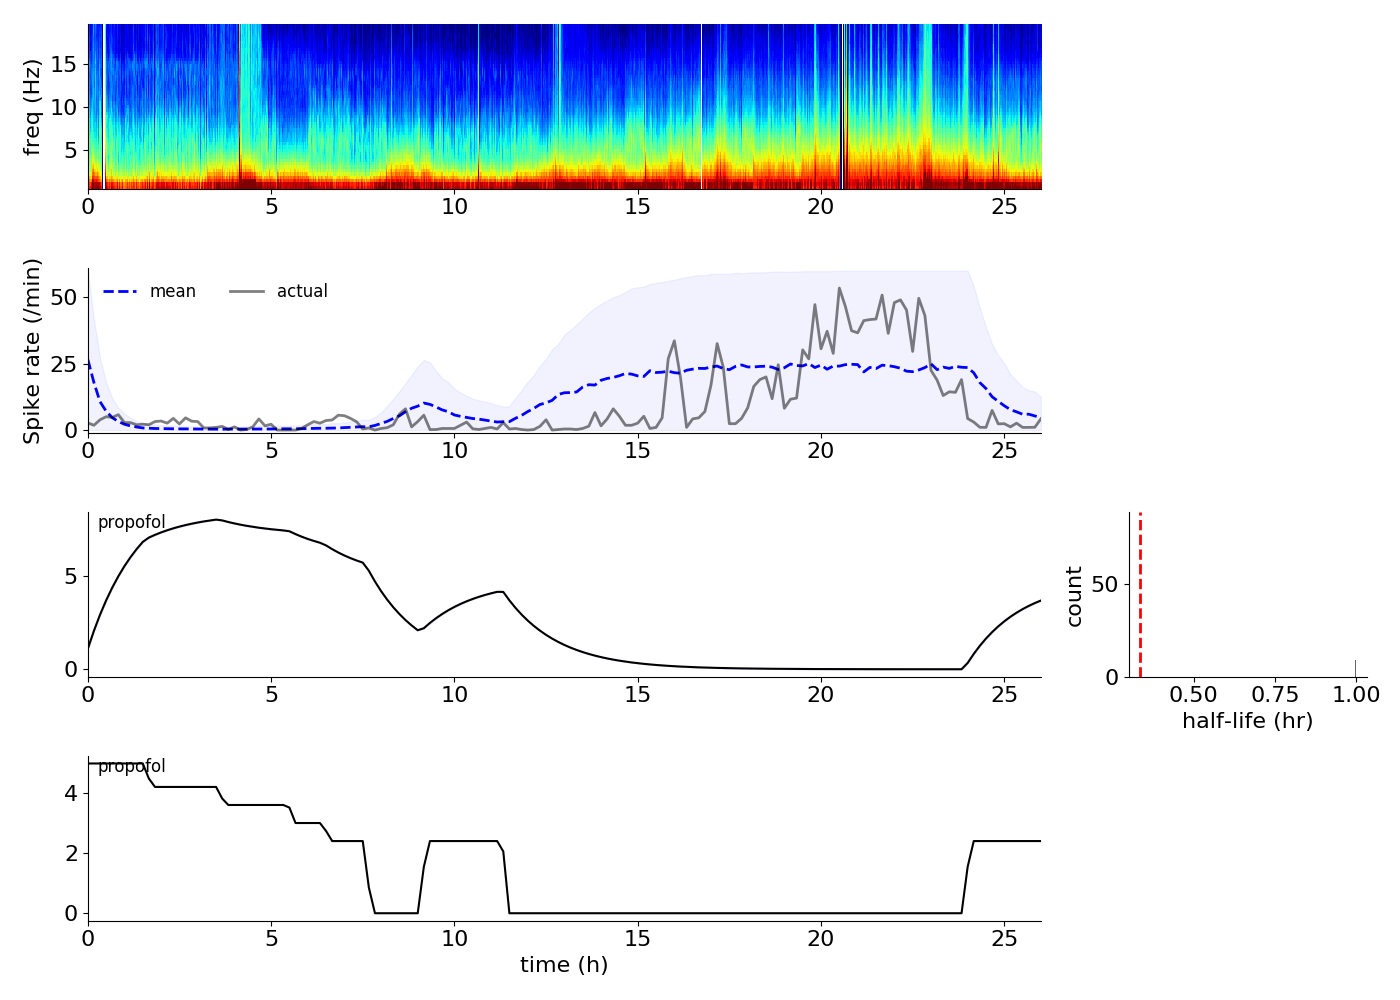 15
10
5
freq (Hz)
0 5 10 15 20 25
50
25
0
Spike rate (/min)
mean actual
0 5 10 15 20 25
propofol
5
0
0 5 10 15 20 25
50
0
count
0.50 0.75 1.00
half-life (hr)
propofol
4
2
0
0 5 10 15 20 25
time (h)